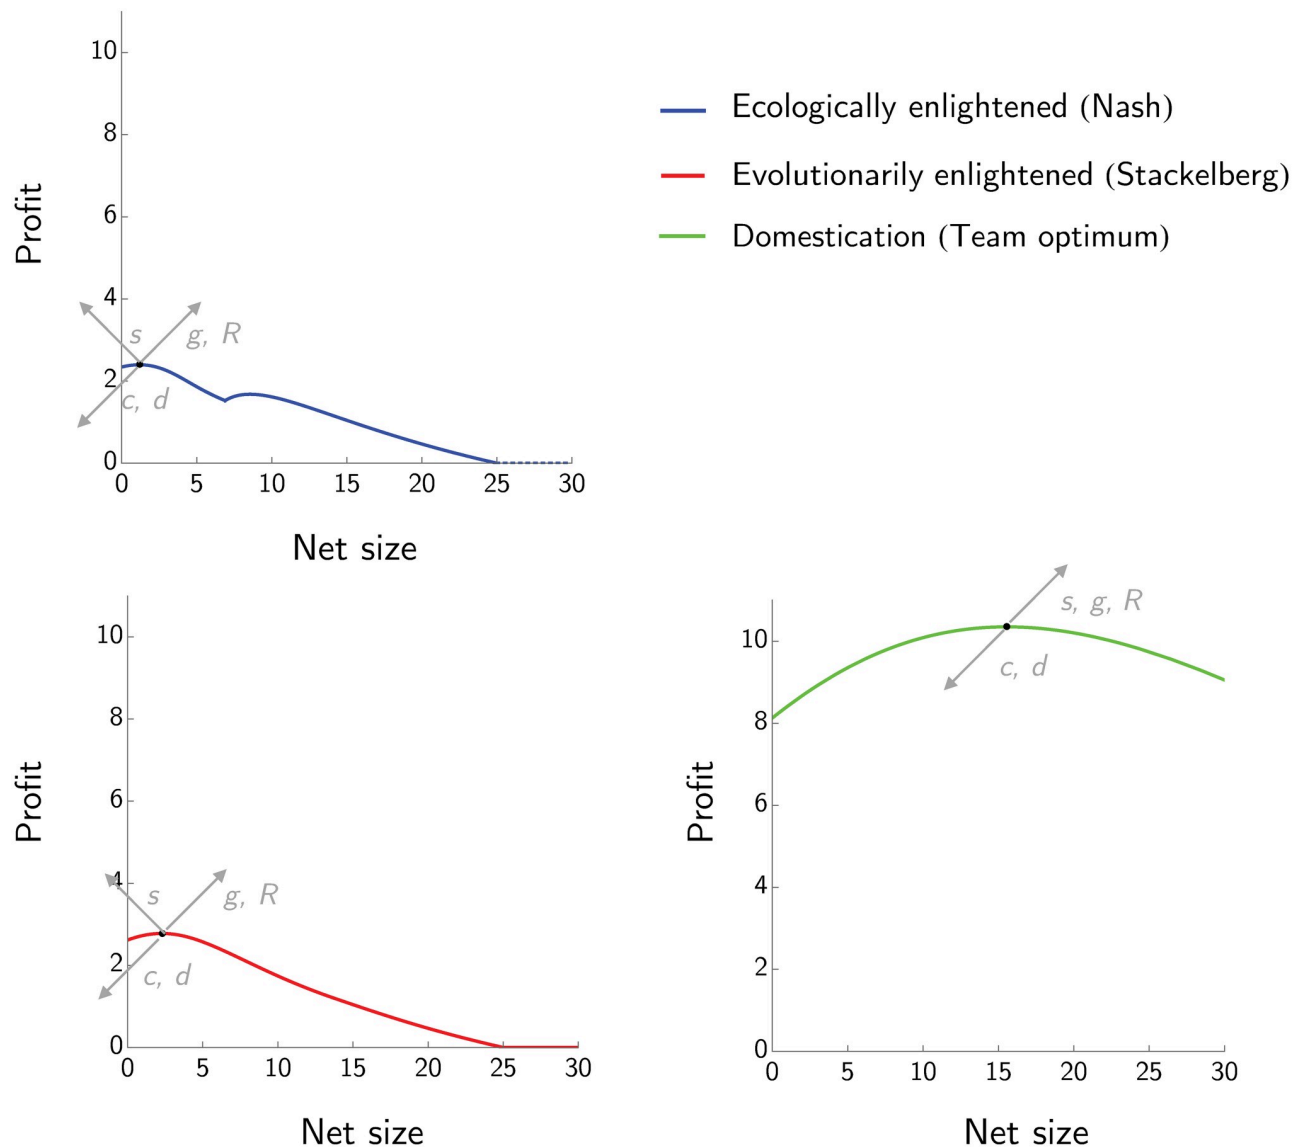 10
8
6
4
2
0
Profit
s
g, R
c, d
0 5 10 15 20 25 30
Net size
Ecologically enlightened (Nash)
Evolutionarily enlightened (Stackelberg)
Domestication (Team optimum)
10
8
6
4
2
0
Profit
s
g, R
c, d
0 5 10 15 20 25 30
Net size
10
8
6
4
2
0
Profit
s, g, R
c, d
0 5 10 15 20 25 30
Net size